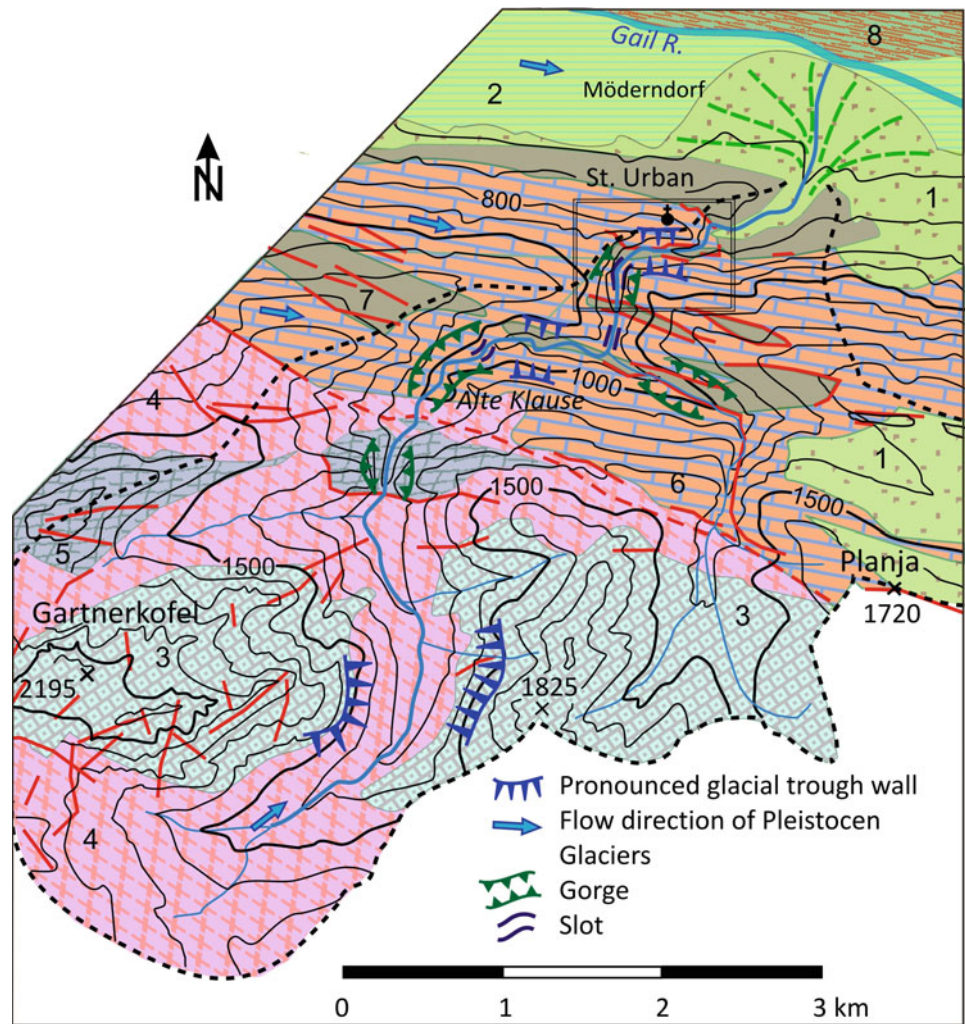 Gail R.
8
2
Möderndorf
N
St. Urban
1
800
7
1000
4
Alte Klause
1
1500
6
1500
5
1500
Planja
Gartnerkofel
3
1720
3
2195
1825
Pronounced glacial trough wall
Flow direction of Pleistocen
Glaciers
4
Gorge
Slot
0 1 2 3 km